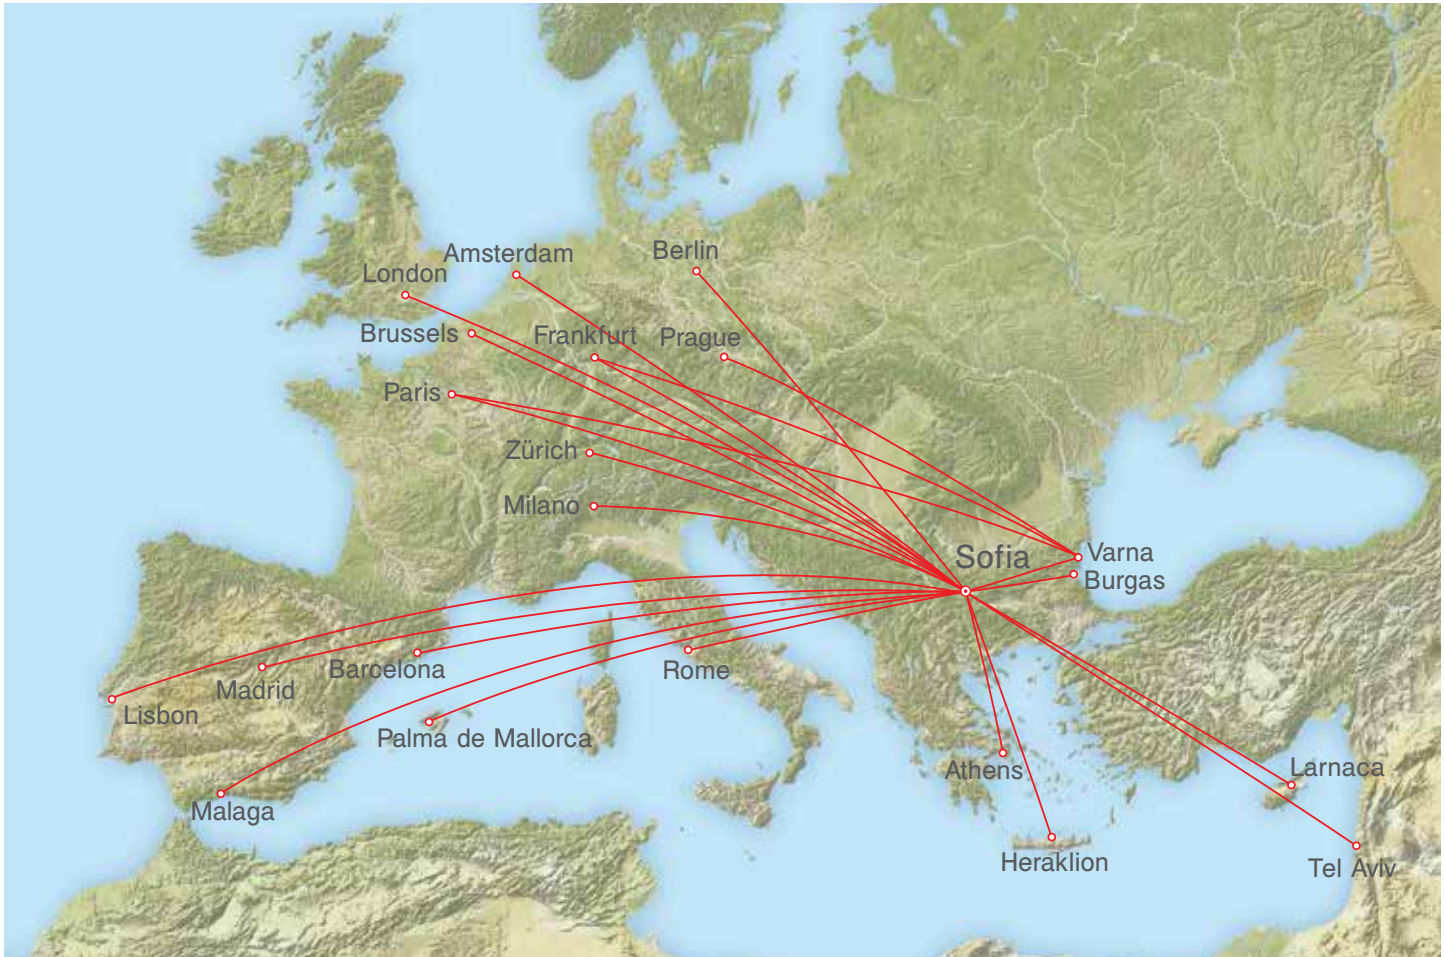 Amsterdam
Berlin
London
Brussels
Frankfurt
Prague
Paris
Zürich
Milano
Sofia
Varna
Burgas
Barcelona
Rome
Madrid
Lisbon
Palma de Mallorca
Athens
Larnaca
Malaga
Heraklion
Tel Aviv